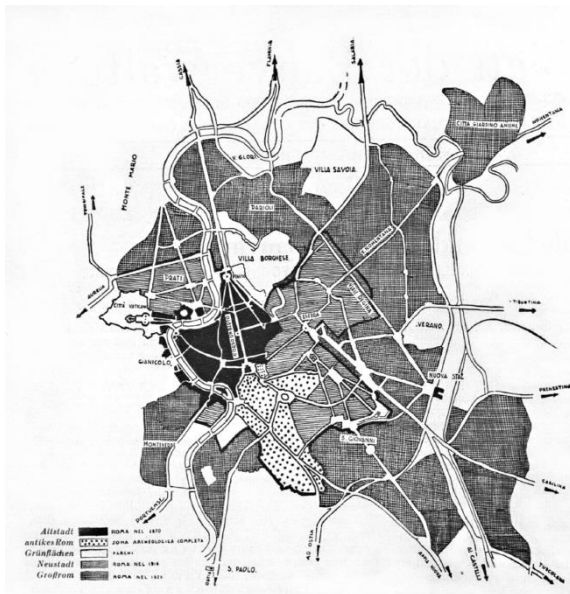 CASSIA
FLAMINIA
SALARIA
NOMENTANA
CITTÀ GIARDINO ANIENE
MONTE MARIO
TRIONFALE
V. GLORI
VILLA SAVOIA
PARIOLI
VILLA BORGHESE
PRATI
AURELIA
CITTÀ VATICANO
TIBURTINA
VERANO
GIANICOLO
NUOVA STAZ.
PRENESTINA
MONTEVERDE
S. GIOVANNI
CASILINA
PORTUENSE
OSTIA
S. PAOLO.
AD OSTIA
APPIA NUOVA
AI CASTELLI
TUSCOLANA
Altstadt ROMA NEL 1870
antikes Rom ZONA ARCHEOLOGICA COMPLETA
Grünflächen PARCHI
Neustadt ROMA NEL 1914
Großrom